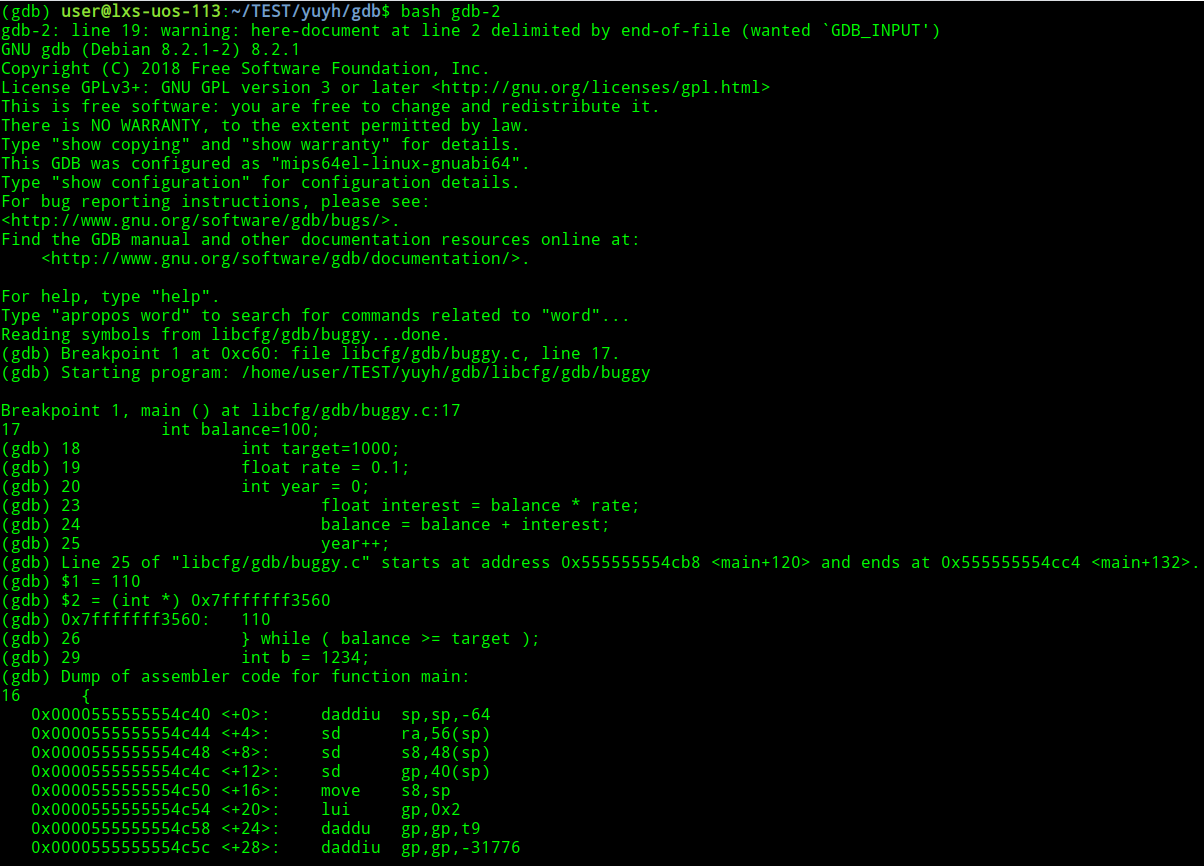 (gdb) user@lxs-uos-113:~/TEST/yuyh/gdb$ bash gdb-2
gdb-2: line 19: warning: here-document at line 2 delimited by end-of-file (wanted `GDB_INPUT')
GNU gdb (Debian 8.2.1-2) 8.2.1
Copyright (C) 2018 Free Software Foundation, Inc.
License GPLv3+: GNU GPL version 3 or later <http://gnu.org/licenses/gpl.html>
This is free software: you are free to change and redistribute it.
There is NO WARRANTY, to the extent permitted by law.
Type "show copying" and "show warranty" for details.
This GDB was configured as "mips64el-linux-gnuabi64".
Type "show configuration" for configuration details.
For bug reporting instructions, please see:
<http://www.gnu.org/software/gdb/bugs/>.
Find the GDB manual and other documentation resources online at:
    <http://www.gnu.org/software/gdb/documentation/>.

For help, type "help".
Type "apropos word" to search for commands related to "word"...
Reading symbols from libcfg/gdb/buggy...done.
(gdb) Breakpoint 1 at 0xc60: file libcfg/gdb/buggy.c, line 17.
(gdb) Starting program: /home/user/TEST/yuyh/gdb/libcfg/gdb/buggy

Breakpoint 1, main () at libcfg/gdb/buggy.c:17
17              int balance=100;
(gdb) 18                int target=1000;
(gdb) 19                float rate = 0.1;
(gdb) 20                int year = 0;
(gdb) 23                        float interest = balance * rate;
(gdb) 24                        balance = balance + interest;
(gdb) 25                        year++;
(gdb) Line 25 of "libcfg/gdb/buggy.c" starts at address 0x555555554cb8 <main+120> and ends at 0x555555554cc4 <main+132>.
(gdb) $1 = 110
(gdb) $2 = (int *) 0x7fffffff3560
(gdb) 0x7fffffff3560:   110
(gdb) 26                } while ( balance >= target );
(gdb) 29                int b = 1234;
(gdb) Dump of assembler code for function main:
16      {
   0x0000555555554c40 <+0>:     daddiu  sp,sp,-64
   0x0000555555554c44 <+4>:     sd      ra,56(sp)
   0x0000555555554c48 <+8>:     sd      s8,48(sp)
   0x0000555555554c4c <+12>:    sd      gp,40(sp)
   0x0000555555554c50 <+16>:    move    s8,sp
   0x0000555555554c54 <+20>:    lui     gp,0x2
   0x0000555555554c58 <+24>:    daddu   gp,gp,t9
   0x0000555555554c5c <+28>:    daddiu  gp,gp,-31776